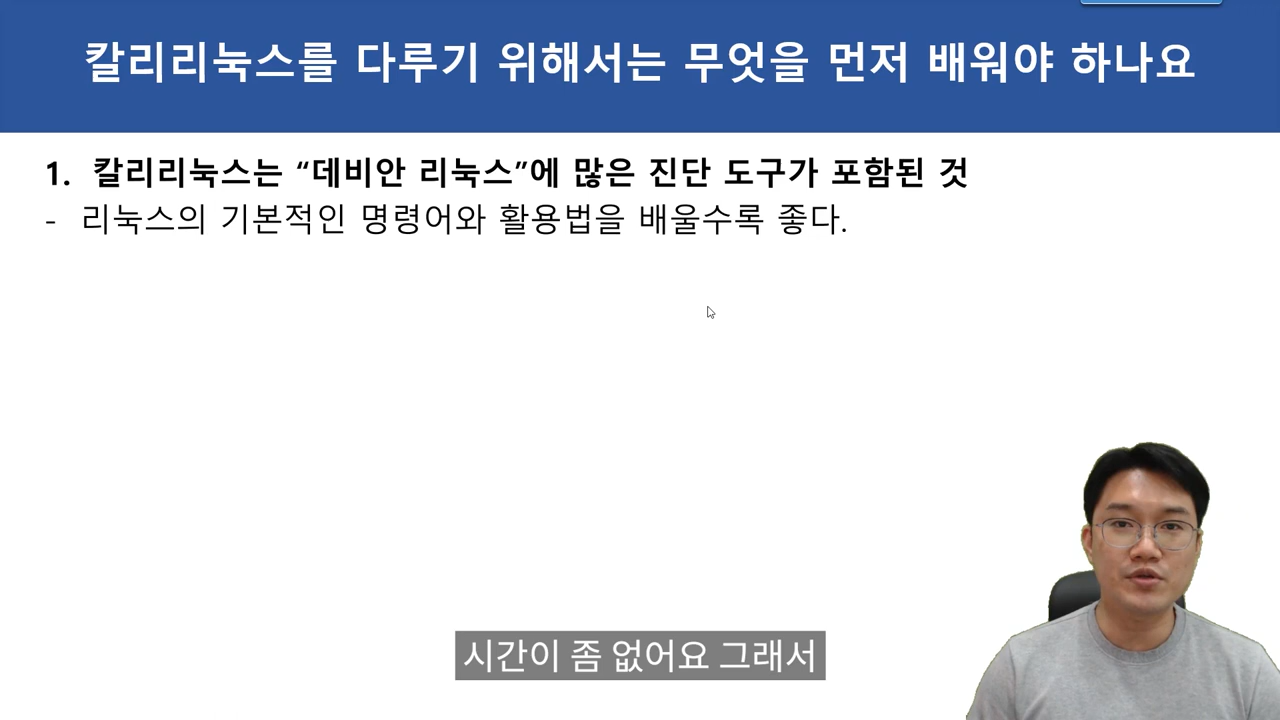 칼리리눅스를 다루기 위해서는 무엇을 먼저 배워야 하나요
1. 칼리리눅스는 “데비안 리눅스”에 많은 진단 도구가 포함된 것
- 리눅스의 기본적인 명령어와 활용법을 배울수록 좋다.
시간이 좀 없어요 그래서